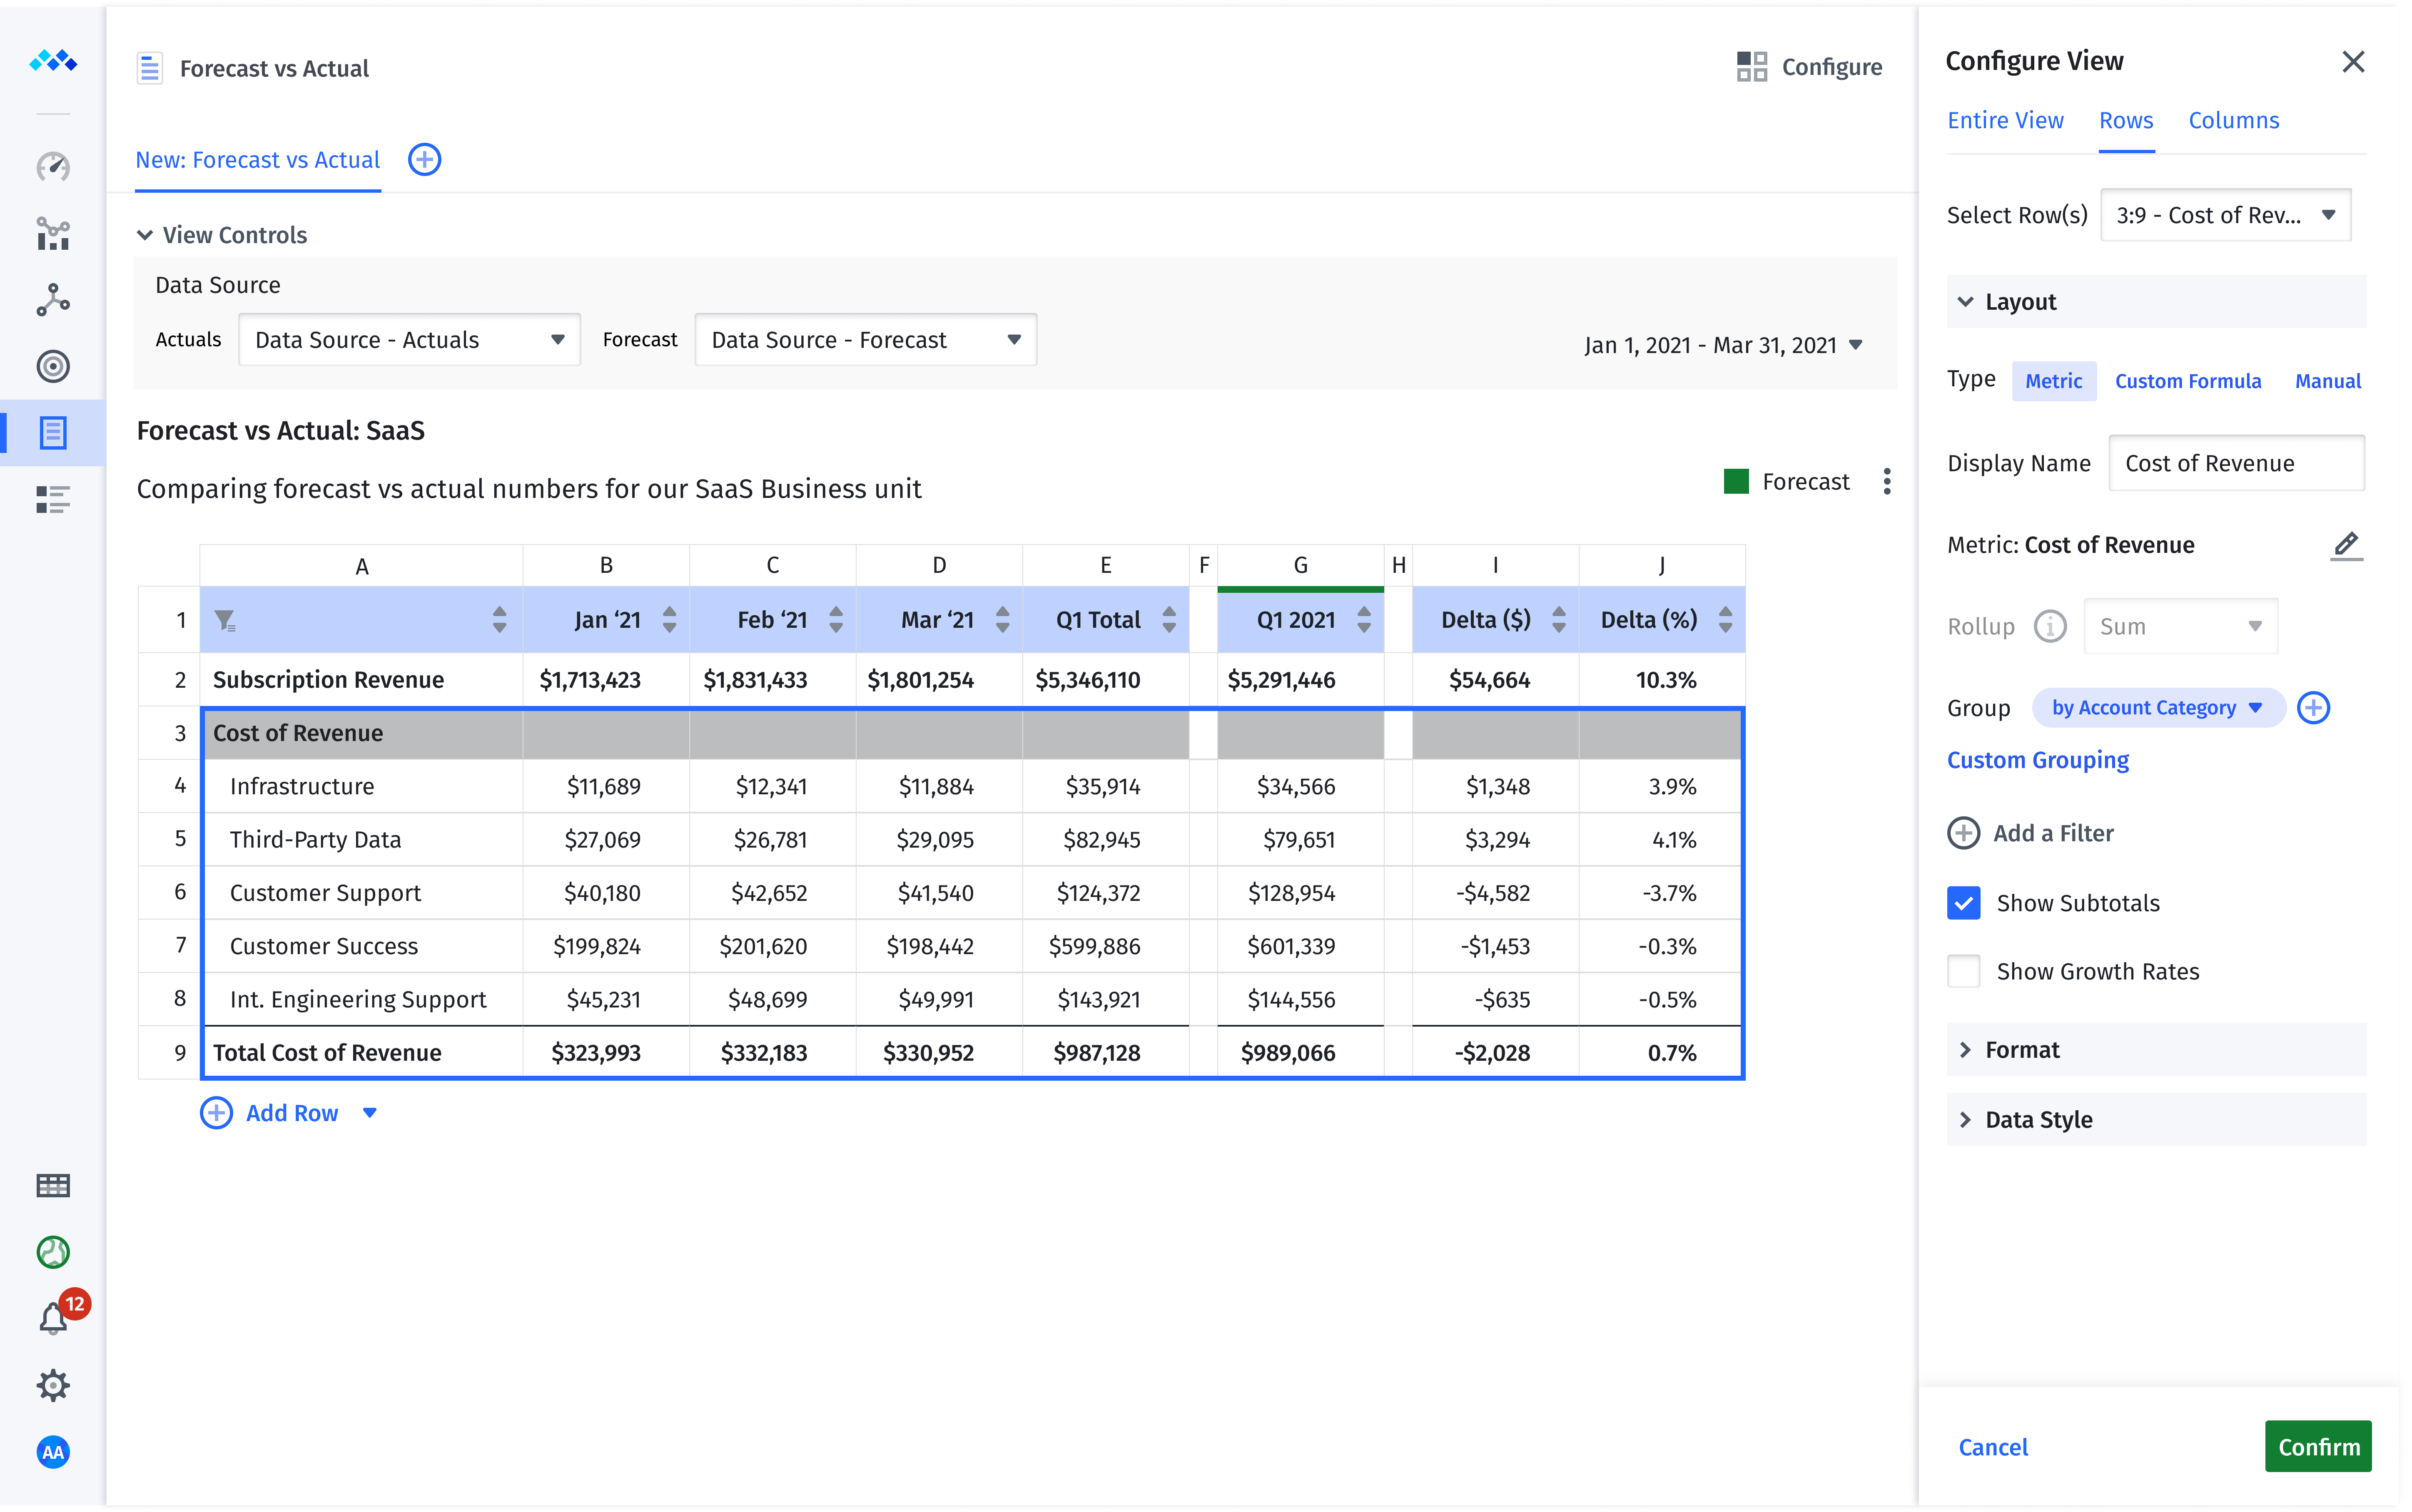 Forecast vs Actual
Configure
New: Forecast vs Actual
View Controls
Data Source
Actuals Data Source - Actuals Forecast Data Source - Forecast Jan 1, 2021 - Mar 31, 2021
Forecast vs Actual: SaaS
Comparing forecast vs actual numbers for our SaaS Business unit
Forecast
A B C D E F G H I J
1 Jan ‘21 Feb ‘21 Mar ‘21 Q1 Total Q1 2021 Delta ($) Delta (%)
2 Subscription Revenue $1,713,423 $1,831,433 $1,801,254 $5,346,110 $5,291,446 $54,664 10.3%
3 Cost of Revenue
4 Infrastructure $11,689 $12,341 $11,884 $35,914 $34,566 $1,348 3.9%
5 Third-Party Data $27,069 $26,781 $29,095 $82,945 $79,651 $3,294 4.1%
6 Customer Support $40,180 $42,652 $41,540 $124,372 $128,954 -$4,582 -3.7%
7 Customer Success $199,824 $201,620 $198,442 $599,886 $601,339 -$1,453 -0.3%
8 Int. Engineering Support $45,231 $48,699 $49,991 $143,921 $144,556 -$635 -0.5%
9 Total Cost of Revenue $323,993 $332,183 $330,952 $987,128 $989,066 -$2,028 0.7%
Add Row
12
AA
Configure View
Entire View Rows Columns
Select Row(s) 3:9 - Cost of Rev...
Layout
Type Metric Custom Formula Manual
Display Name Cost of Revenue
Metric: Cost of Revenue
Rollup Sum
Group by Account Category
Custom Grouping
Add a Filter
Show Subtotals
Show Growth Rates
Format
Data Style
Cancel Confirm